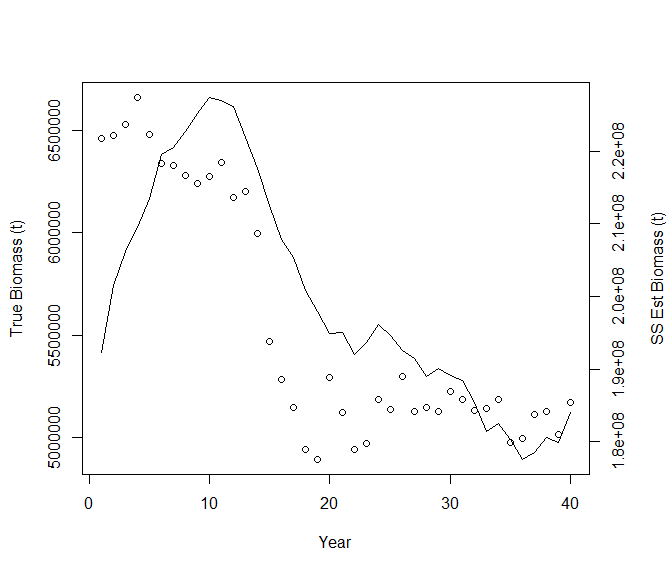 True Biomass (t)
6500000
6000000
5500000
5000000
2.2e+08
2.1e+08
2.0e+08
1.9e+08
1.8e+08
SS Est Biomass (t)
0
10
20
30
40
Year